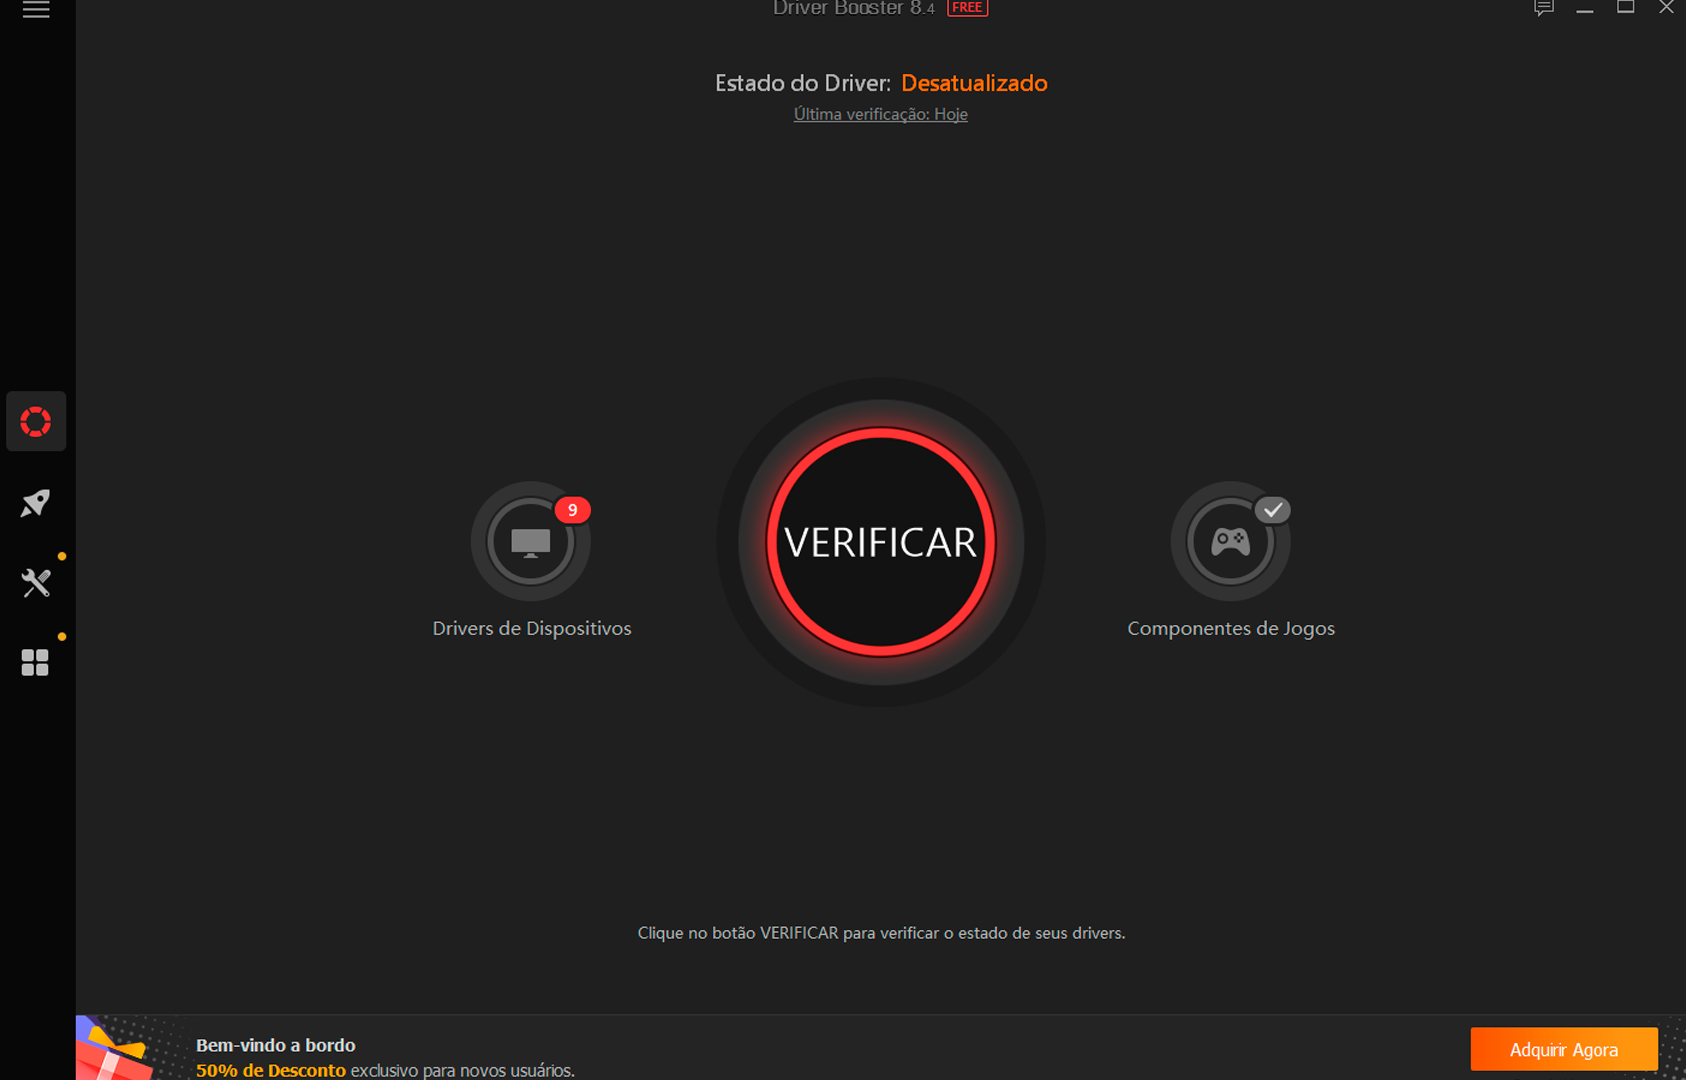 Driver Booster 8.4 FREE
Estado do Driver: Desatualizado
Última verificação: Hoje
9
VERIFICAR
Drivers de Dispositivos
Componentes de Jogos
Clique no botão VERIFICAR para verificar o estado de seus drivers.
Bem-vindo a bordo
50% de Desconto exclusivo para novos usuários.
Adquirir Agora